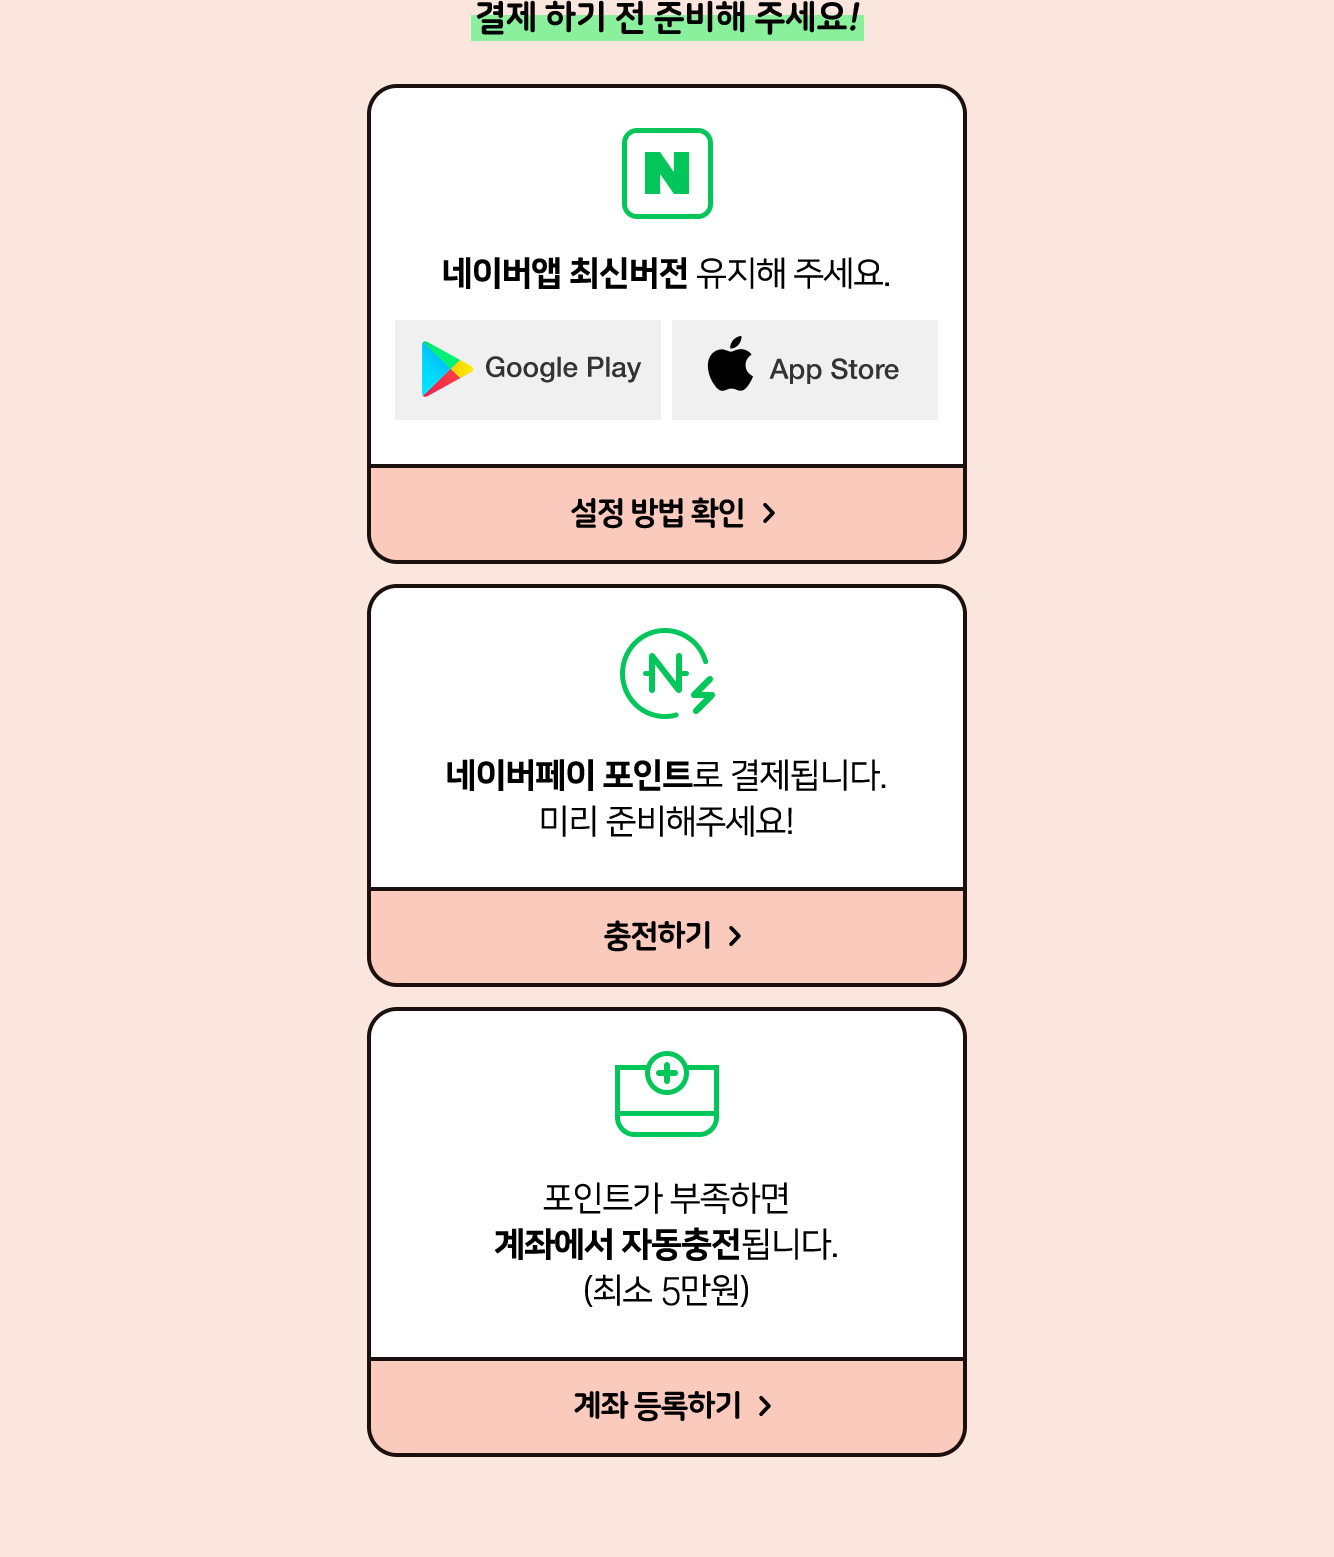 결제 하기 전 준비해 주세요!
N
네이버앱 최신버전 유지해 주세요.
Google Play
App Store
설정 방법 확인 >
N
네이버페이 포인트로 결제됩니다.
미리 준비해주세요!
충전하기 >
포인트가 부족하면
계좌에서 자동충전됩니다.
(최소 5만원)
계좌 등록하기 >